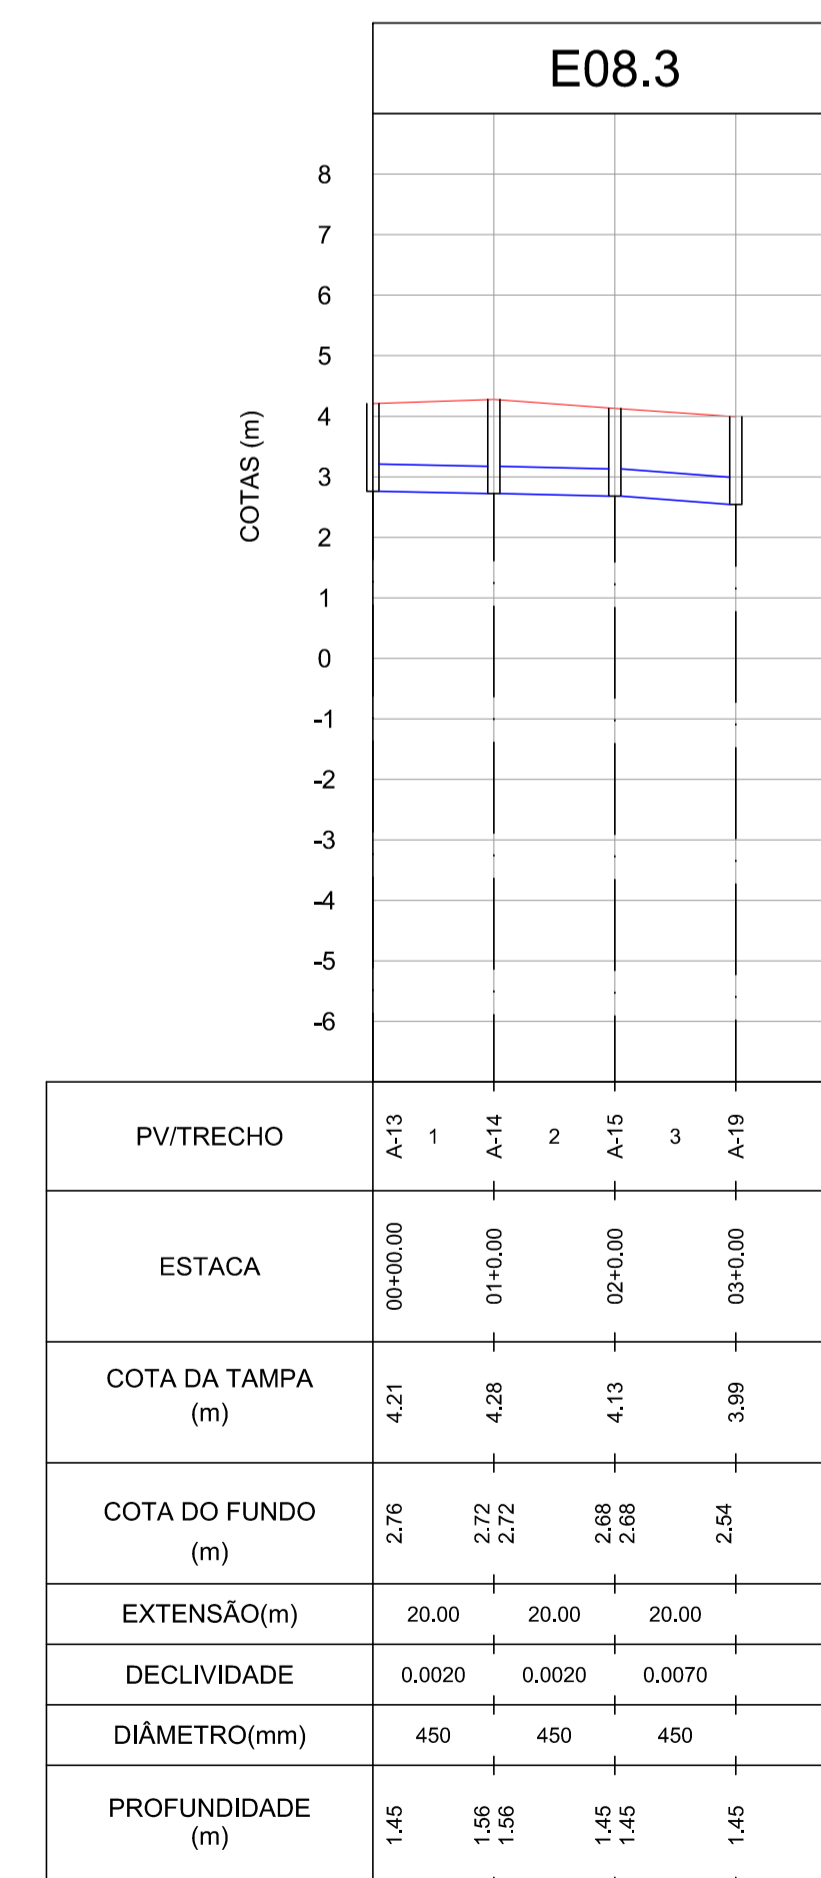 E08.3
8
7
6
5
4
3
2
1
0
-1
-2
-3
-4
-5
-6
COTAS (m)
PV/TRECHO
A-13 1 A-14 2 A-15 3 A-19
ESTACA
00+00.00 01+0.00 02+0.00 03+0.00
COTA DA TAMPA
(m)
4.21 4.28 4.13 3.99
COTA DO FUNDO
(m)
2.76 2.72 2.72 2.68 2.68 2.54
EXTENSÃO(m) 20.00 20.00 20.00
DECLIVIDADE 0.0020 0.0020 0.0070
DIÂMETRO(mm) 450 450 450
PROFUNDIDADE
(m)
1.45 1.56 1.56 1.45 1.45 1.45